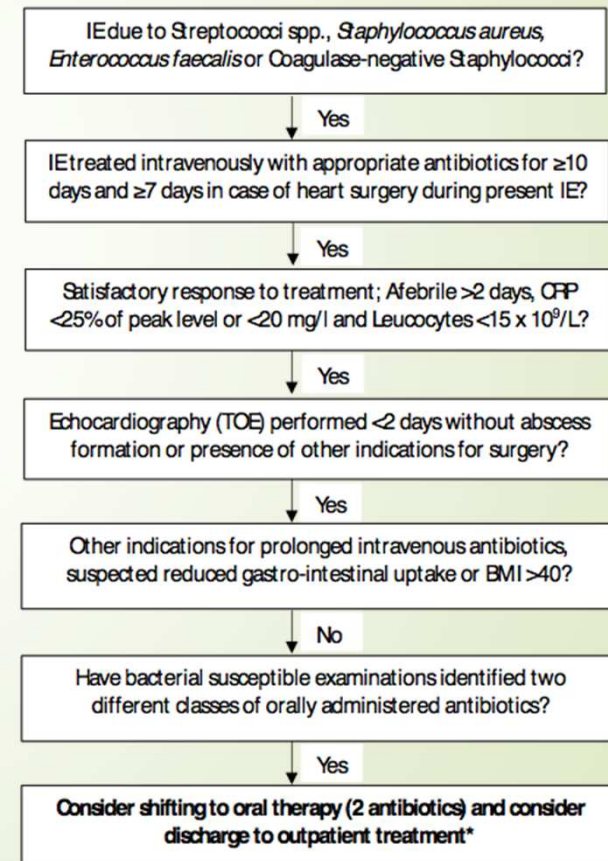 IE due to Streptococci spp., Staphylococcus aureus,
Enterococcus faecalis or Coagulase-negative Staphylococci?
Yes
IE treated intravenously with appropriate antibiotics for ≥10
days and ≥7 days in case of heart surgery during present IE?
Yes
Satisfactory response to treatment; Afebrile >2 days, CRP
<25% of peak level or <20 mg/l and Leucocytes <15 x 10⁹/L?
Yes
Echocardiography (TOE) performed <2 days without abscess
formation or presence of other indications for surgery?
Yes
Other indications for prolonged intravenous antibiotics,
suspected reduced gastro-intestinal uptake or BMI >40?
No
Have bacterial susceptible examinations identified two
different classes of orally administered antibiotics?
Yes
Consider shifting to oral therapy (2 antibiotics) and consider
discharge to outpatient treatment*